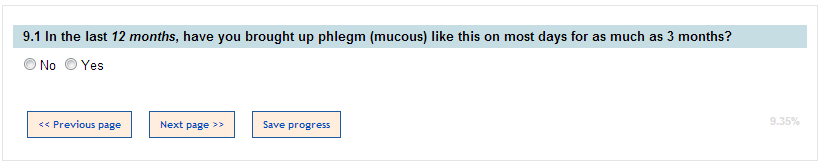 9.1 In the last 12 months, have you brought up phlegm (mucous) like this on most days for as much as 3 months?
No Yes
<< Previous page Next page >> Save progress 9.35%